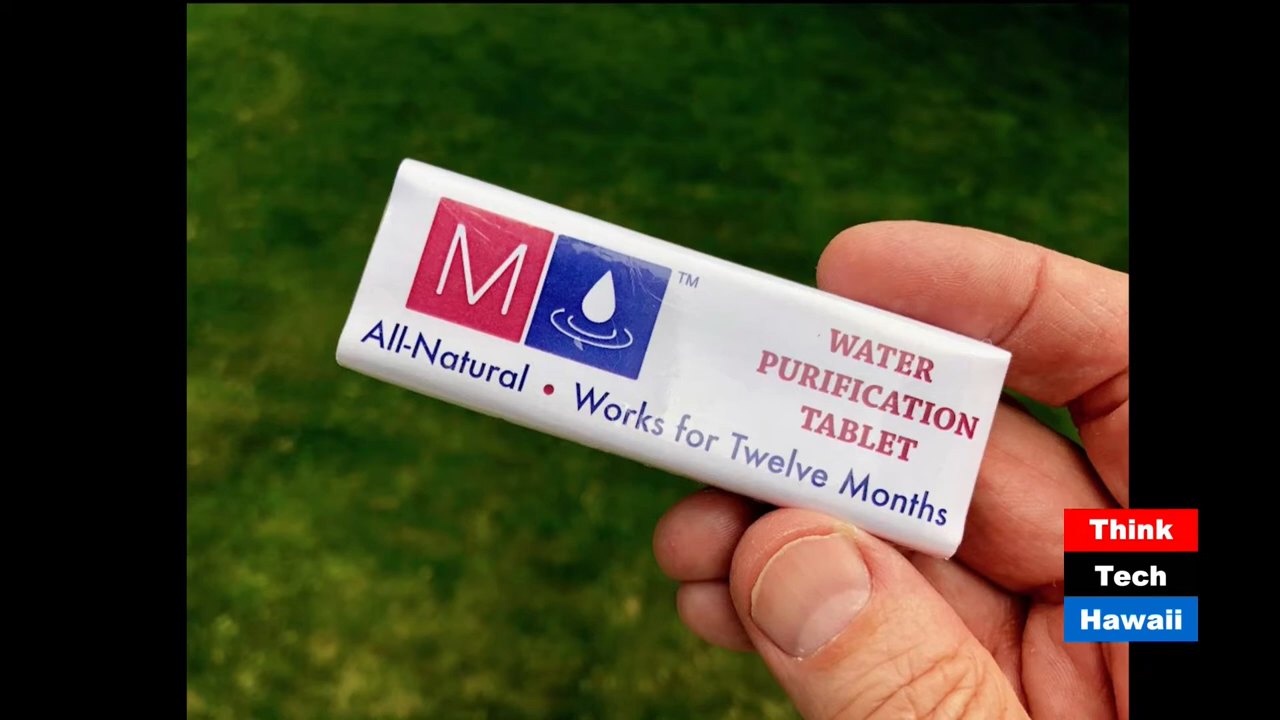 M
TM
All-Natural • Works for Twelve Months
WATER
PURIFICATION
TABLET
Think
Tech
Hawaii